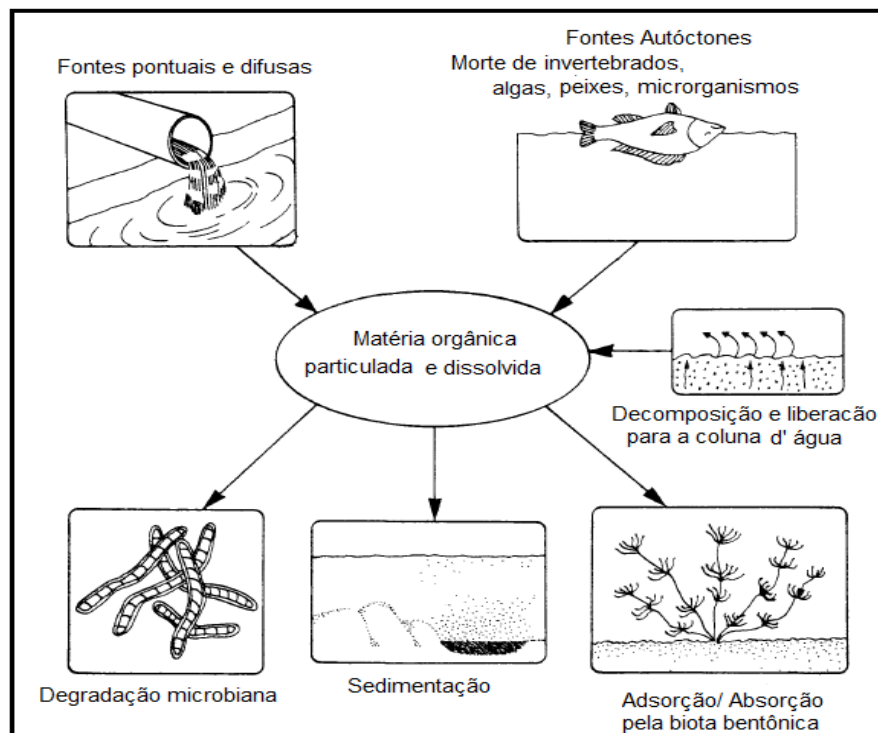 Fontes pontuais e difusas
Fontes Autóctones
Morte de invertebrados,
algas, peixes, microrganismos
Matéria orgânica
particulada e dissolvida
Decomposição e liberacão
para a coluna d' água
Degradação microbiana
Sedimentação
Adsorção/ Absorção
pela biota bentônica